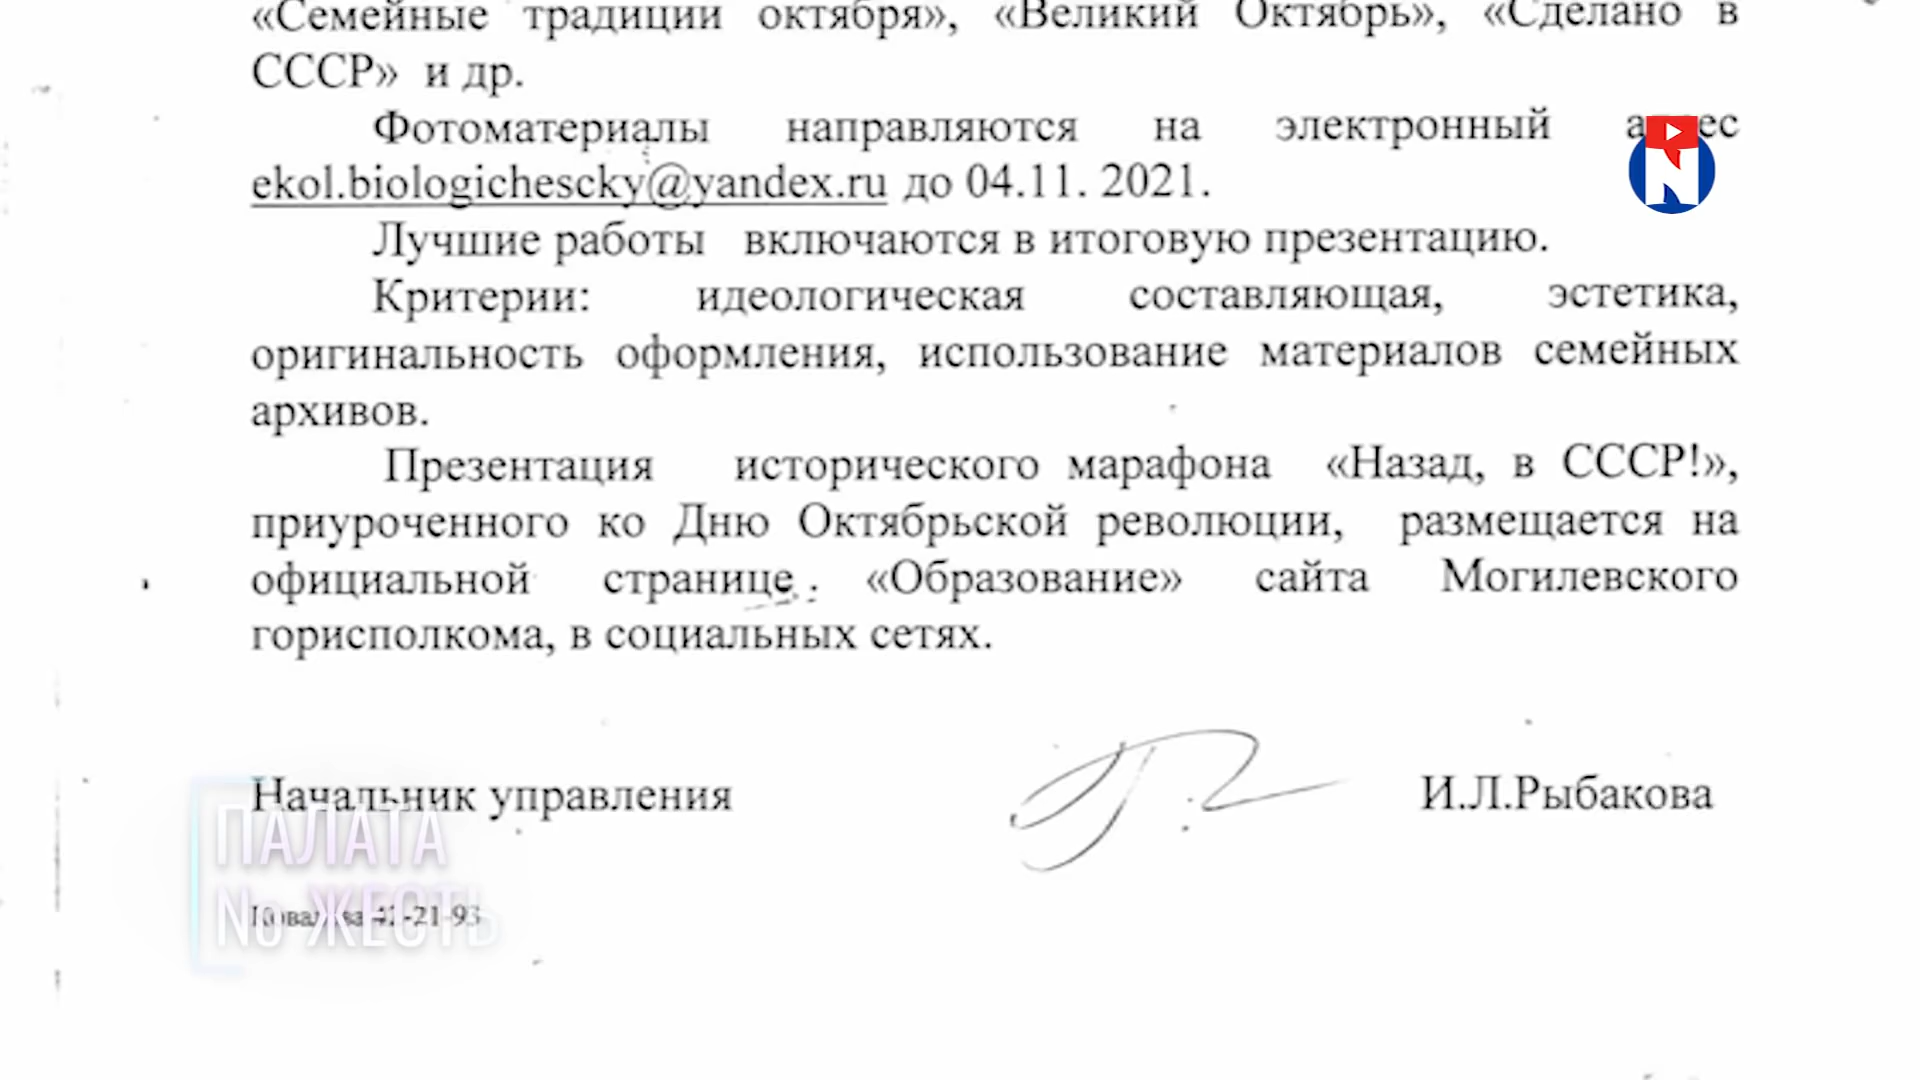 «Семейные традиции октября», «Великий Октябрь», «Сделано в
СССР» и др.
Фотоматериалы направляются на электронный
ekol.biologichescky@yandex.ru до 04.11. 2021.
Лучшие работы включаются в итоговую презентацию.
Критерии: идеологическая составляющая, эстетика,
оригинальность оформления, использование материалов семейных
архивов.
Презентация исторического марафона «Назад, в СССР!»,
приуроченного ко Дню Октябрьской революции, размещается на
официальной странице «Образование» сайта Могилевского
горисполкома, в социальных сетях.
Начальник управления И.Л.Рыбакова
ПАЛАТА
№ ЖЕСТЬ
42-21-93
N